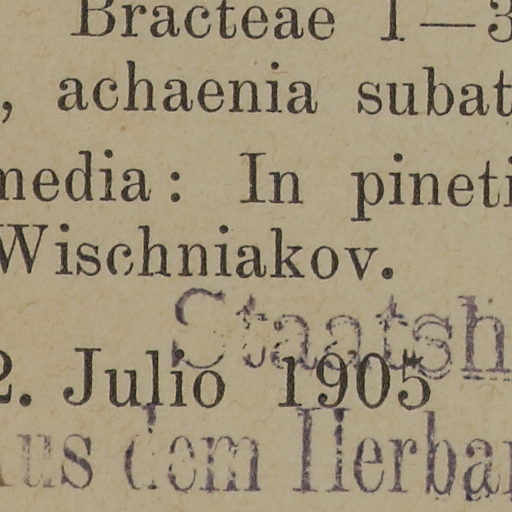 Bracteae 1—3
, achaenia subat
media: In pineti
Wischniakov.
Staatsh
2. Julio 1905
Aus dem Herbar